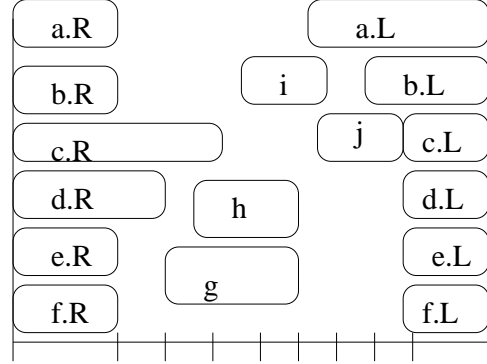 a.R a.L
i
b.R b.L
j
c.R c.L
d.R h d.L
e.R e.L
g
f.R f.L